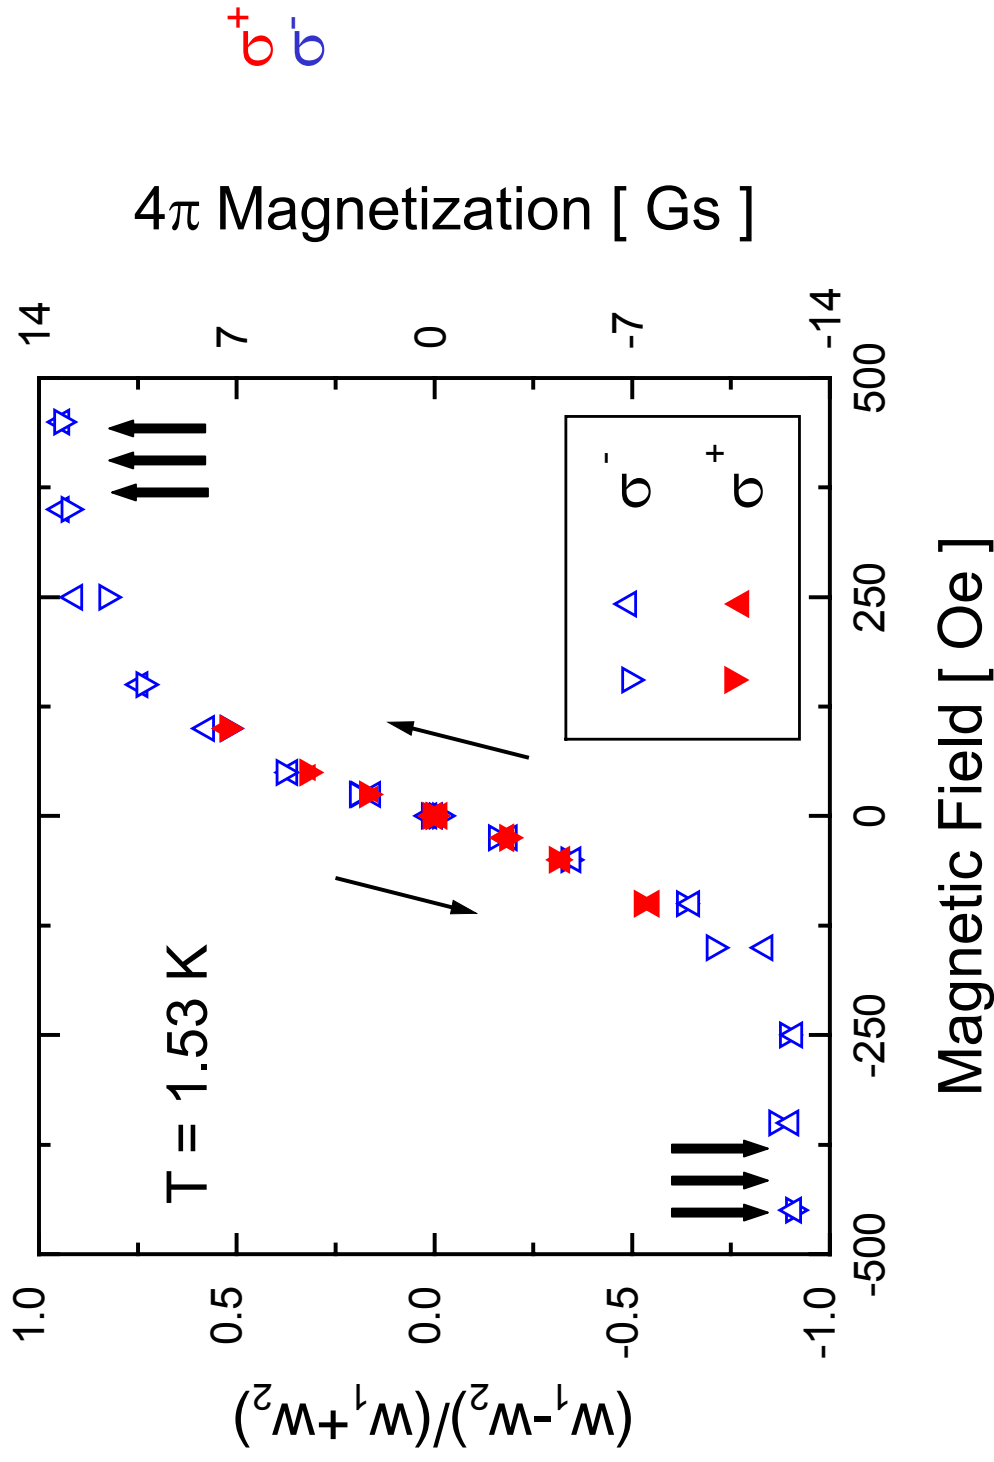 σ+
σ-
4π Magnetization [ Gs ]
14
7
0
-7
-14
T = 1.53 K
σ-
σ+
1.0
0.5
0.0
-0.5
-1.0
(w1-w2)/(w1+w2)
-500
-250
0
250
500
Magnetic Field [ Oe ]